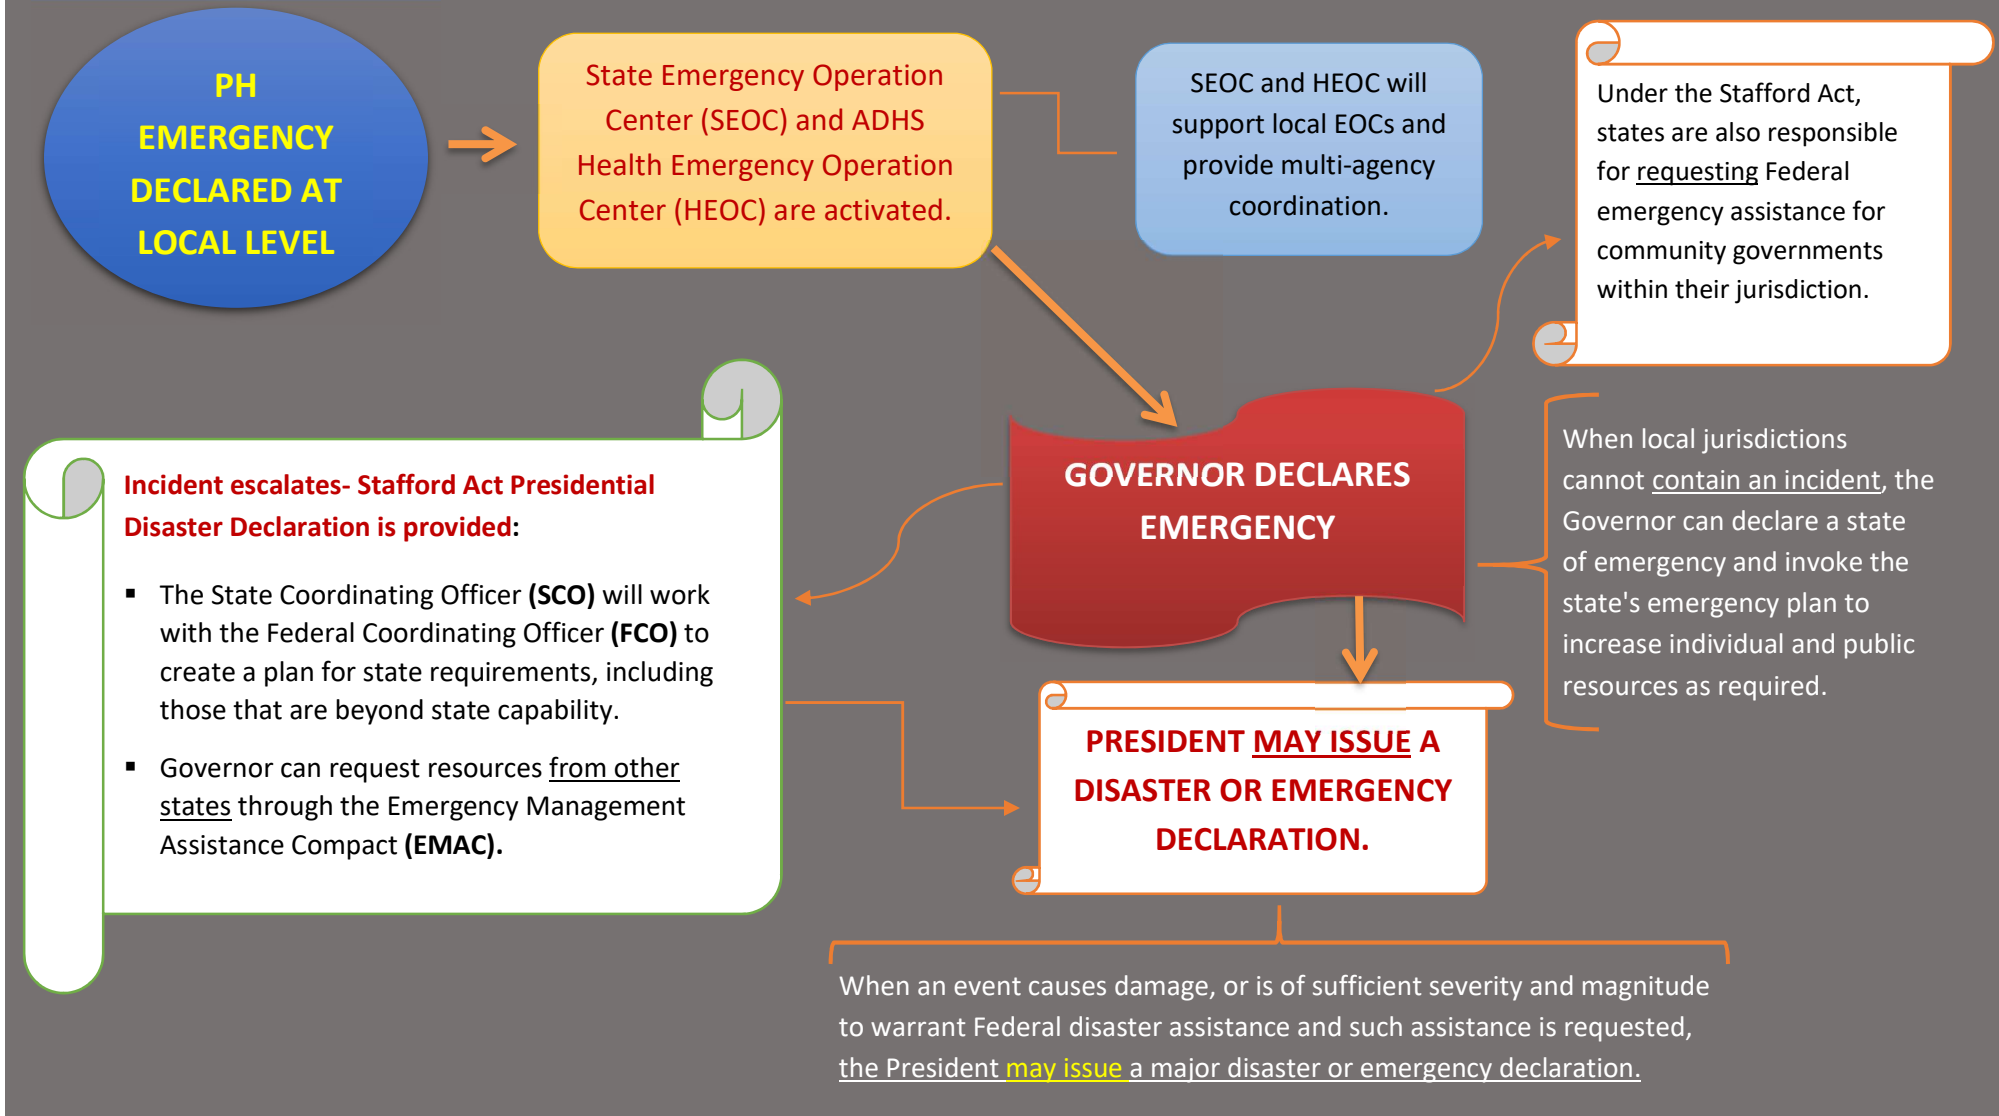 PH
EMERGENCY
DECLARED AT
LOCAL LEVEL
State Emergency Operation
Center (SEOC) and ADHS
Health Emergency Operation
Center (HEOC) are activated.
SEOC and HEOC will
support local EOCs and
provide multi-agency
coordination.
Under the Stafford Act,
states are also responsible
for requesting Federal
emergency assistance for
community governments
within their jurisdiction.
GOVERNOR DECLARES
EMERGENCY
When local jurisdictions
cannot contain an incident, the
Governor can declare a state
of emergency and invoke the
state's emergency plan to
increase individual and public
resources as required.
Incident escalates- Stafford Act Presidential
Disaster Declaration is provided:
▪ The State Coordinating Officer (SCO) will work
with the Federal Coordinating Officer (FCO) to
create a plan for state requirements, including
those that are beyond state capability.
▪ Governor can request resources from other
states through the Emergency Management
Assistance Compact (EMAC).
PRESIDENT MAY ISSUE A
DISASTER OR EMERGENCY
DECLARATION.
When an event causes damage, or is of sufficient severity and magnitude
to warrant Federal disaster assistance and such assistance is requested,
the President may issue a major disaster or emergency declaration.